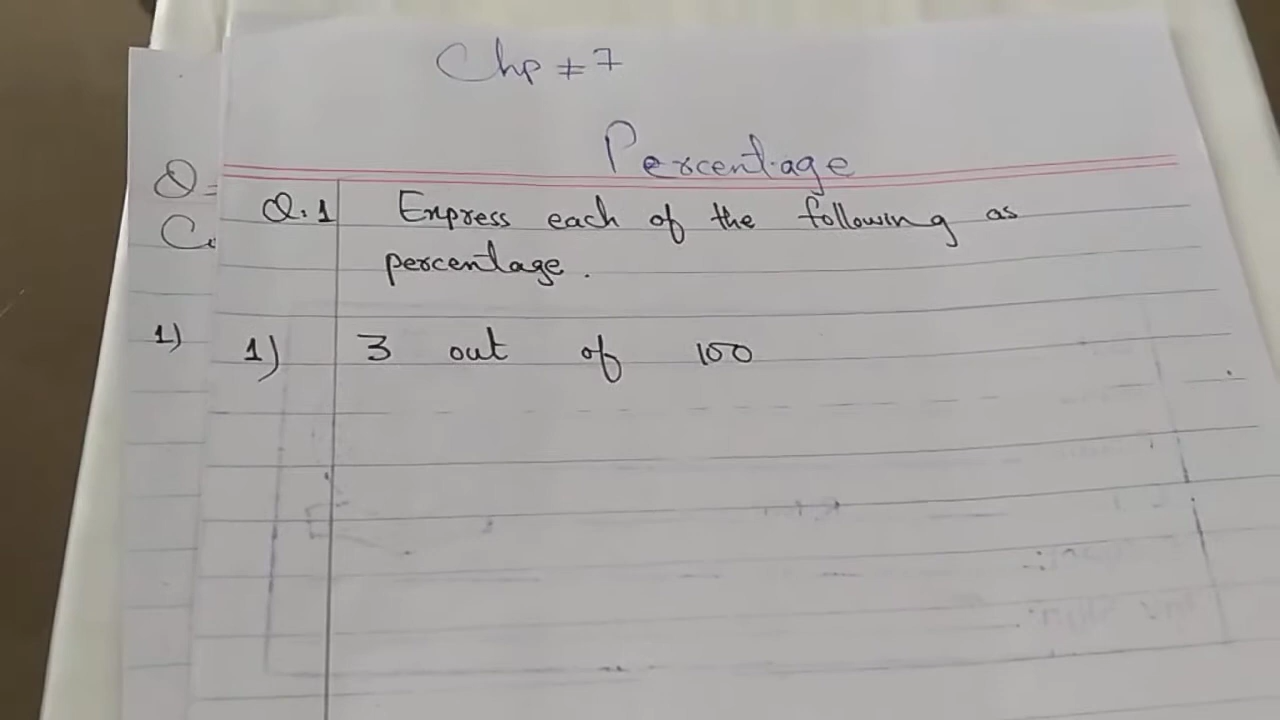 Chp # 7
Percentage
Q.1 Express each of the following as
percentage.
1) 3 out of 100
Q
1)